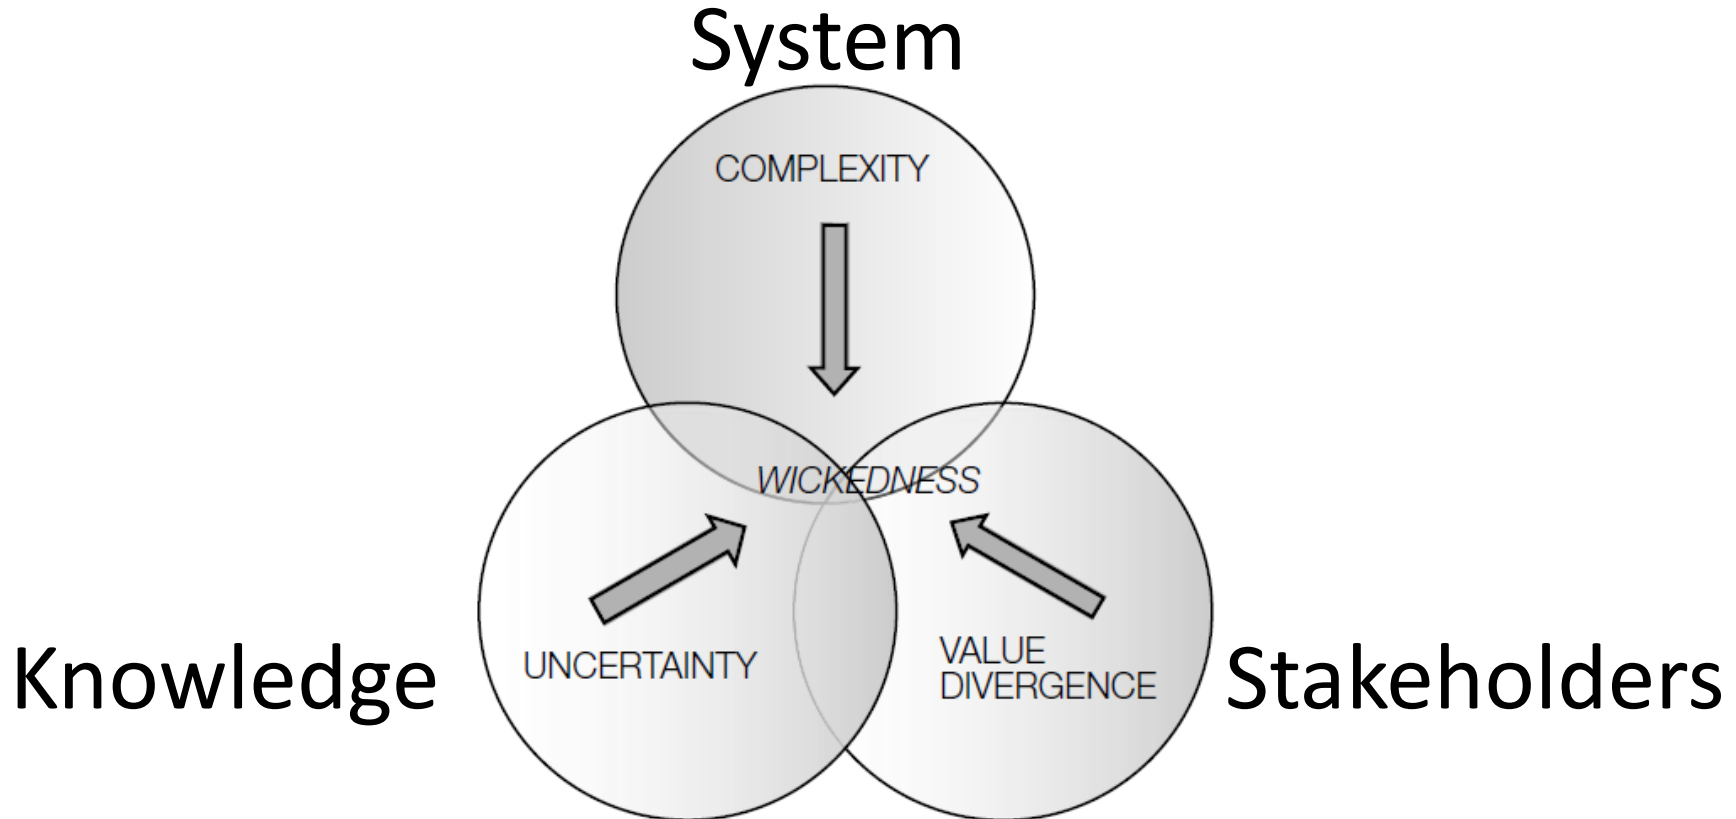 System
COMPLEXITY
WICKEDNESS
UNCERTAINTY
VALUE
DIVERGENCE
Knowledge
Stakeholders